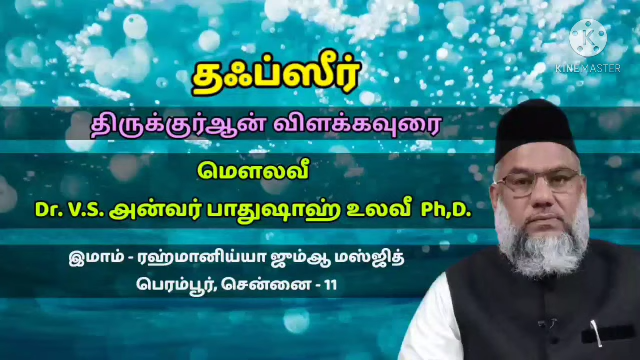 KINEMASTER
தஃப்ஸீர்
திருக்குர்ஆன் விளக்கவுரை
மௌலவீ
Dr. V.S. அன்வர் பாதுஷாஹ் உலவீ Ph,D.
இமாம் - ரஹ்மானிய்யா ஜும்ஆ மஸ்ஜித்
பெரம்பூர், சென்னை - 11